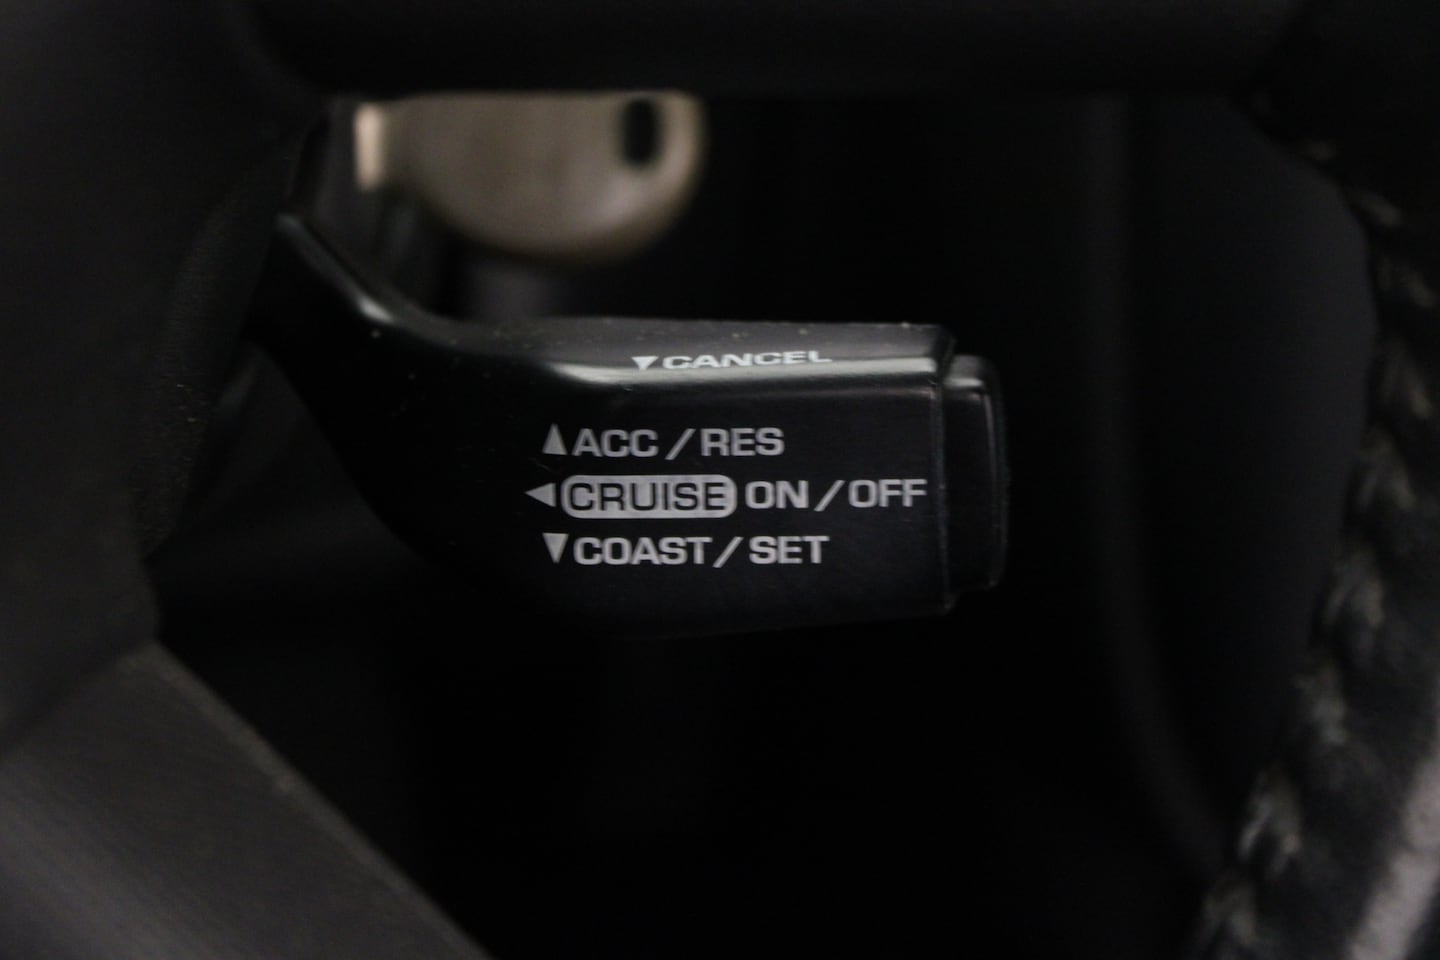 ▼CANCEL
▲ACC/RES
◀CRUISE ON/OFF
▼COAST/SET